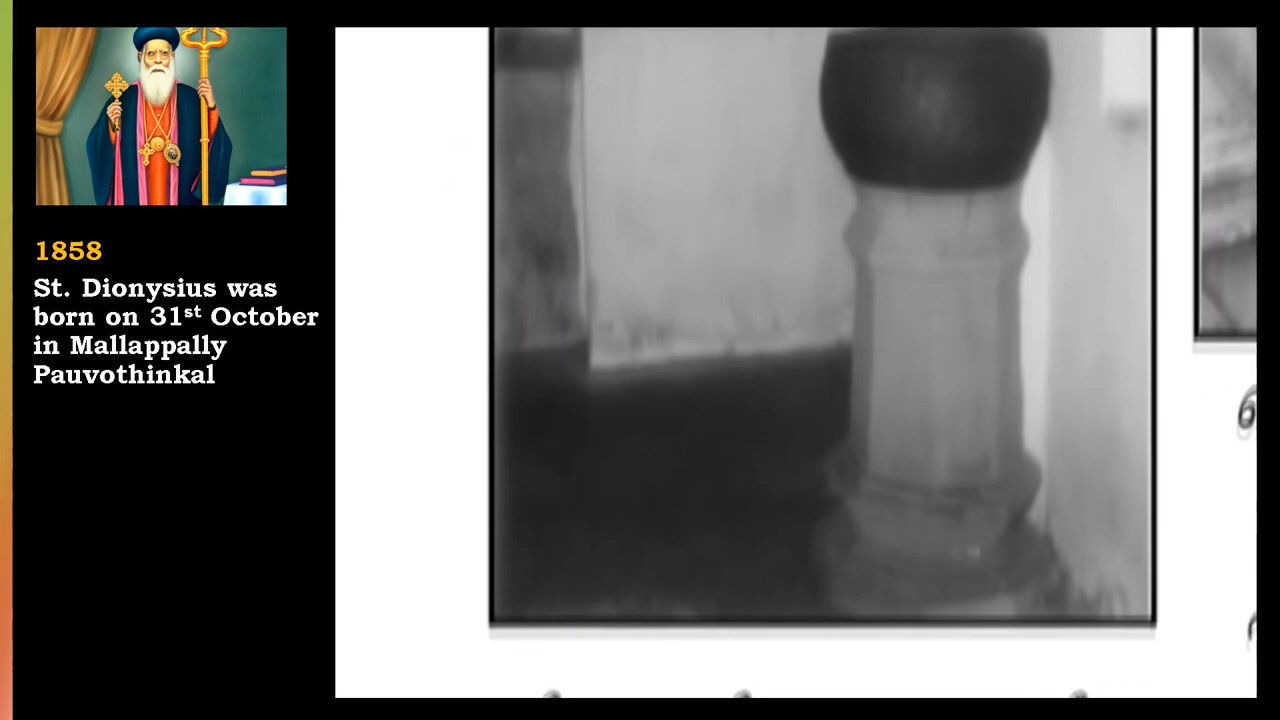 1858
St. Dionysius was
born on 31st October
in Mallappally
Pauvothinkal